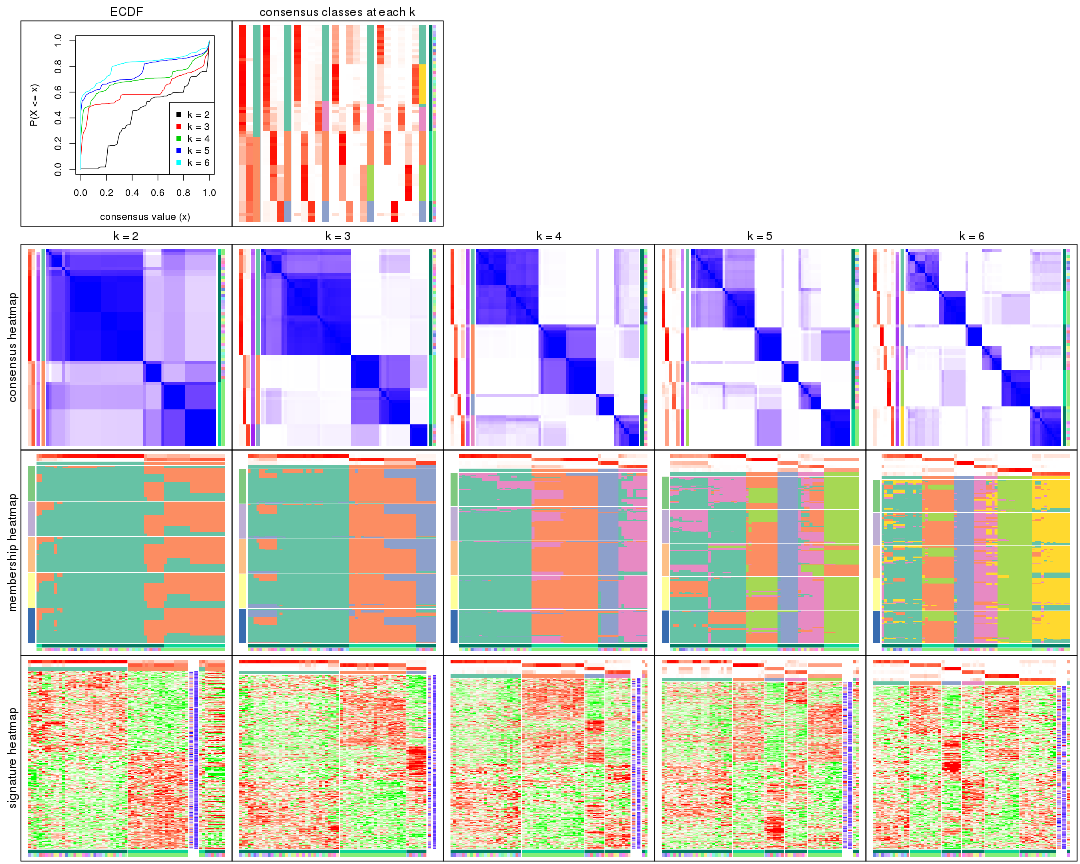 ECDF
consensus classes at each k
P(X <= x)
0.0 0.2 0.4 0.6 0.8 1.0
k = 2
k = 3
k = 4
k = 5
k = 6
0.0 0.2 0.4 0.6 0.8 1.0
consensus value (x)
k = 2
k = 3
k = 4
k = 5
k = 6
consensus heatmap
membership heatmap
signature heatmap